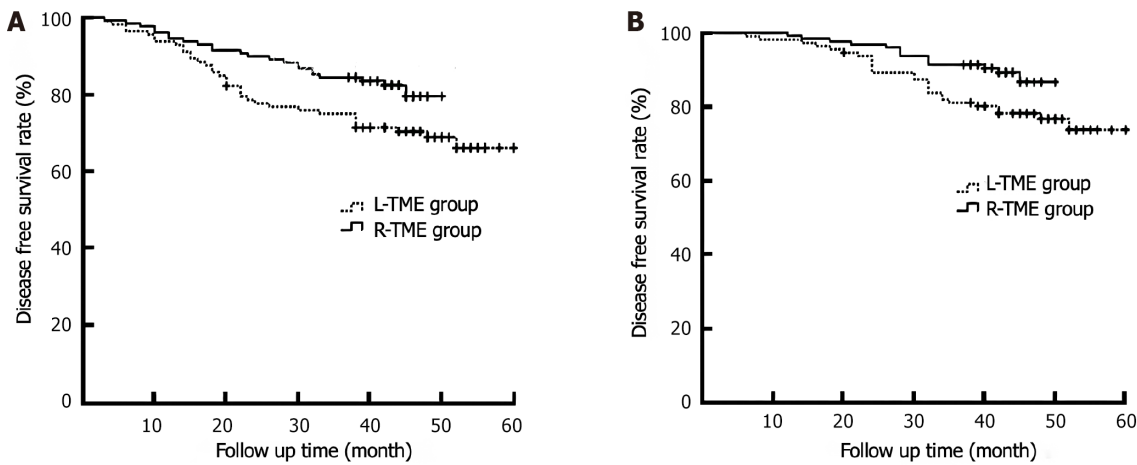 A
Disease free survival rate (%)
100
80
60
40
20
0
L-TME group
R-TME group
10 20 30 40 50 60
Follow up time (month)
B
Disease free survival rate (%)
100
80
60
40
20
0
L-TME group
R-TME group
10 20 30 40 50 60
Follow up time (month)